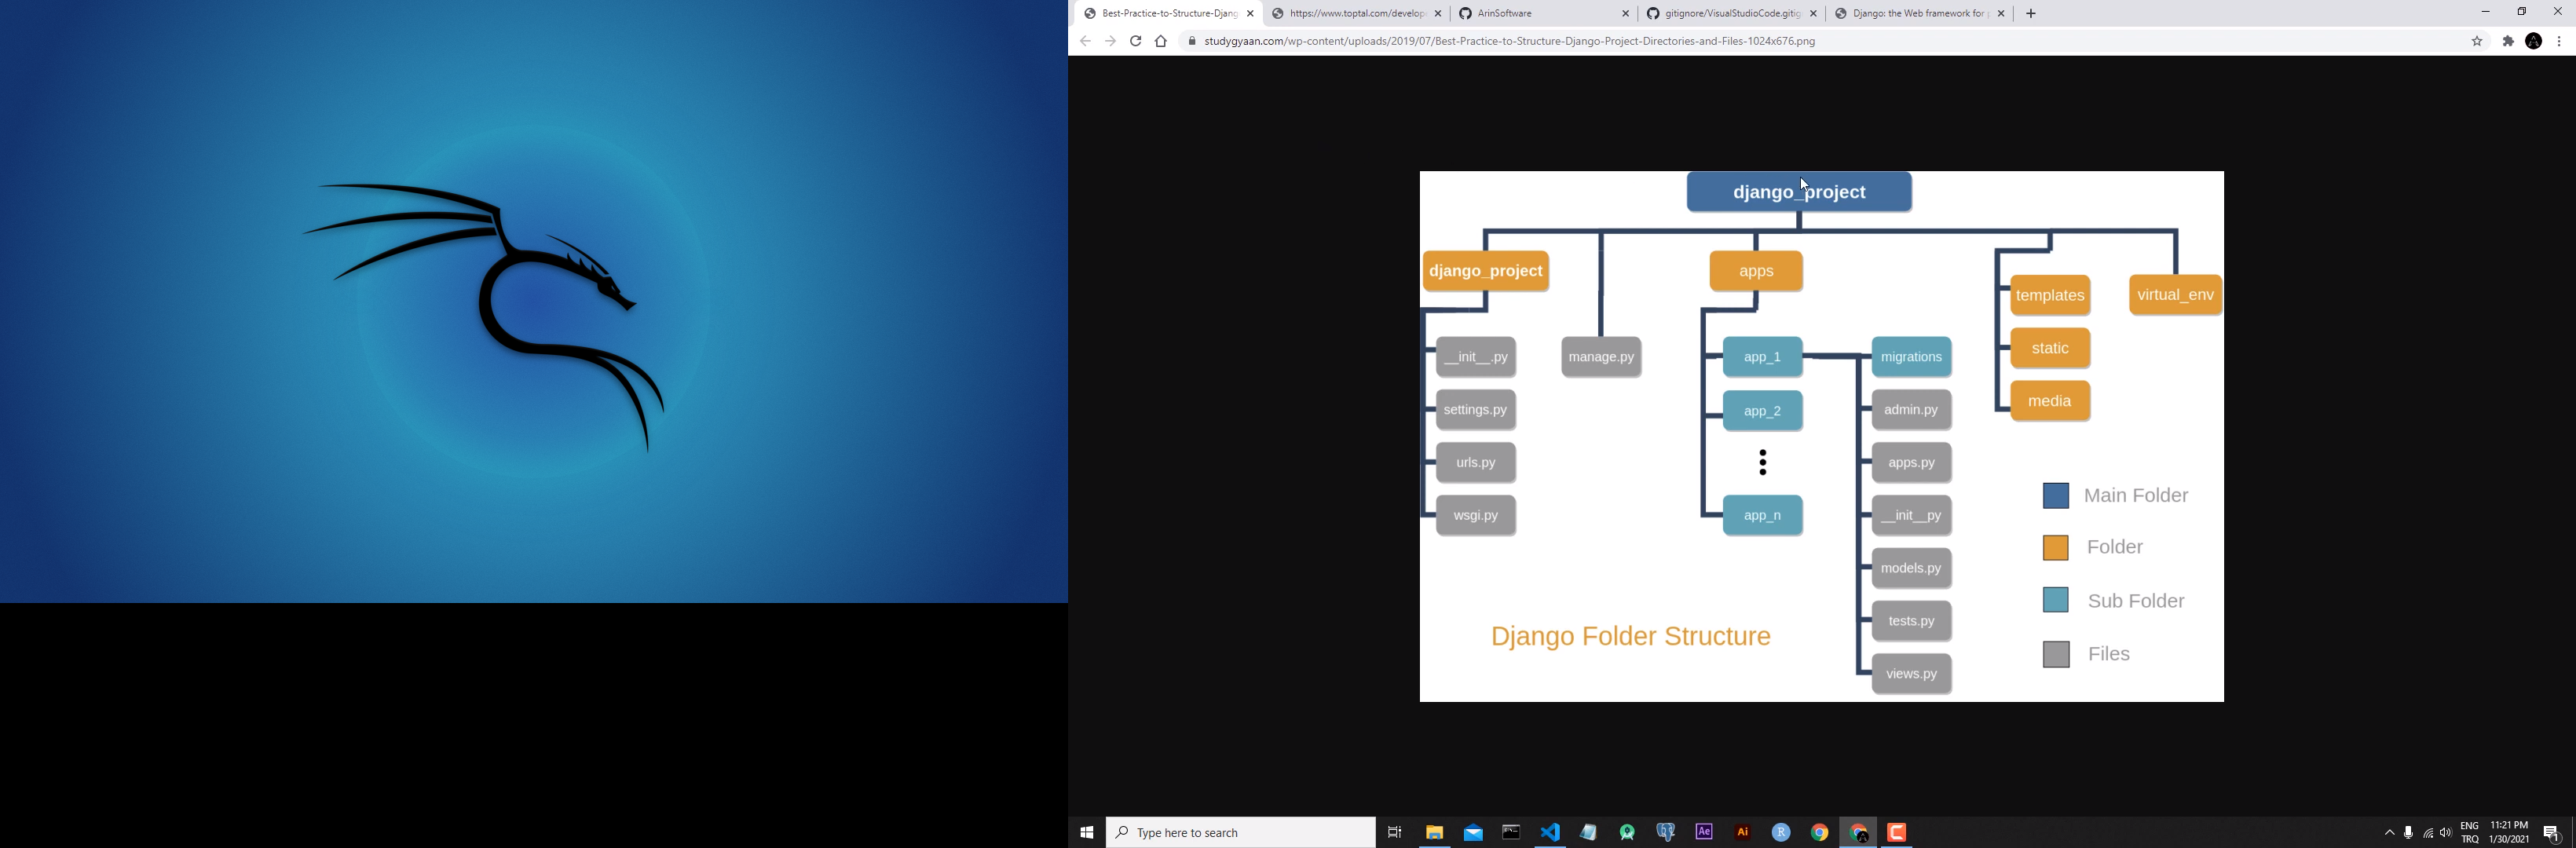 Best-Practice-to-Structure-Djang
https://www.toptal.com/develop
ArinSoftware
gitignore/VisualStudioCode.gitig
Django: the Web framework for
studygyaan.com/wp-content/uploads/2019/07/Best-Practice-to-Structure-Django-Project-Directories-and-Files-1024x676.png
django_project
django_project
apps
templates
virtual_env
static
media
__init__.py
manage.py
app_1
migrations
settings.py
app_2
admin.py
urls.py
apps.py
wsgi.py
app_n
__init__py
models.py
tests.py
views.py
Main Folder
Folder
Sub Folder
Files
Django Folder Structure
Type here to search
Ae
Ai
R
ENG
TRQ
11:21 PM
1/30/2021
1